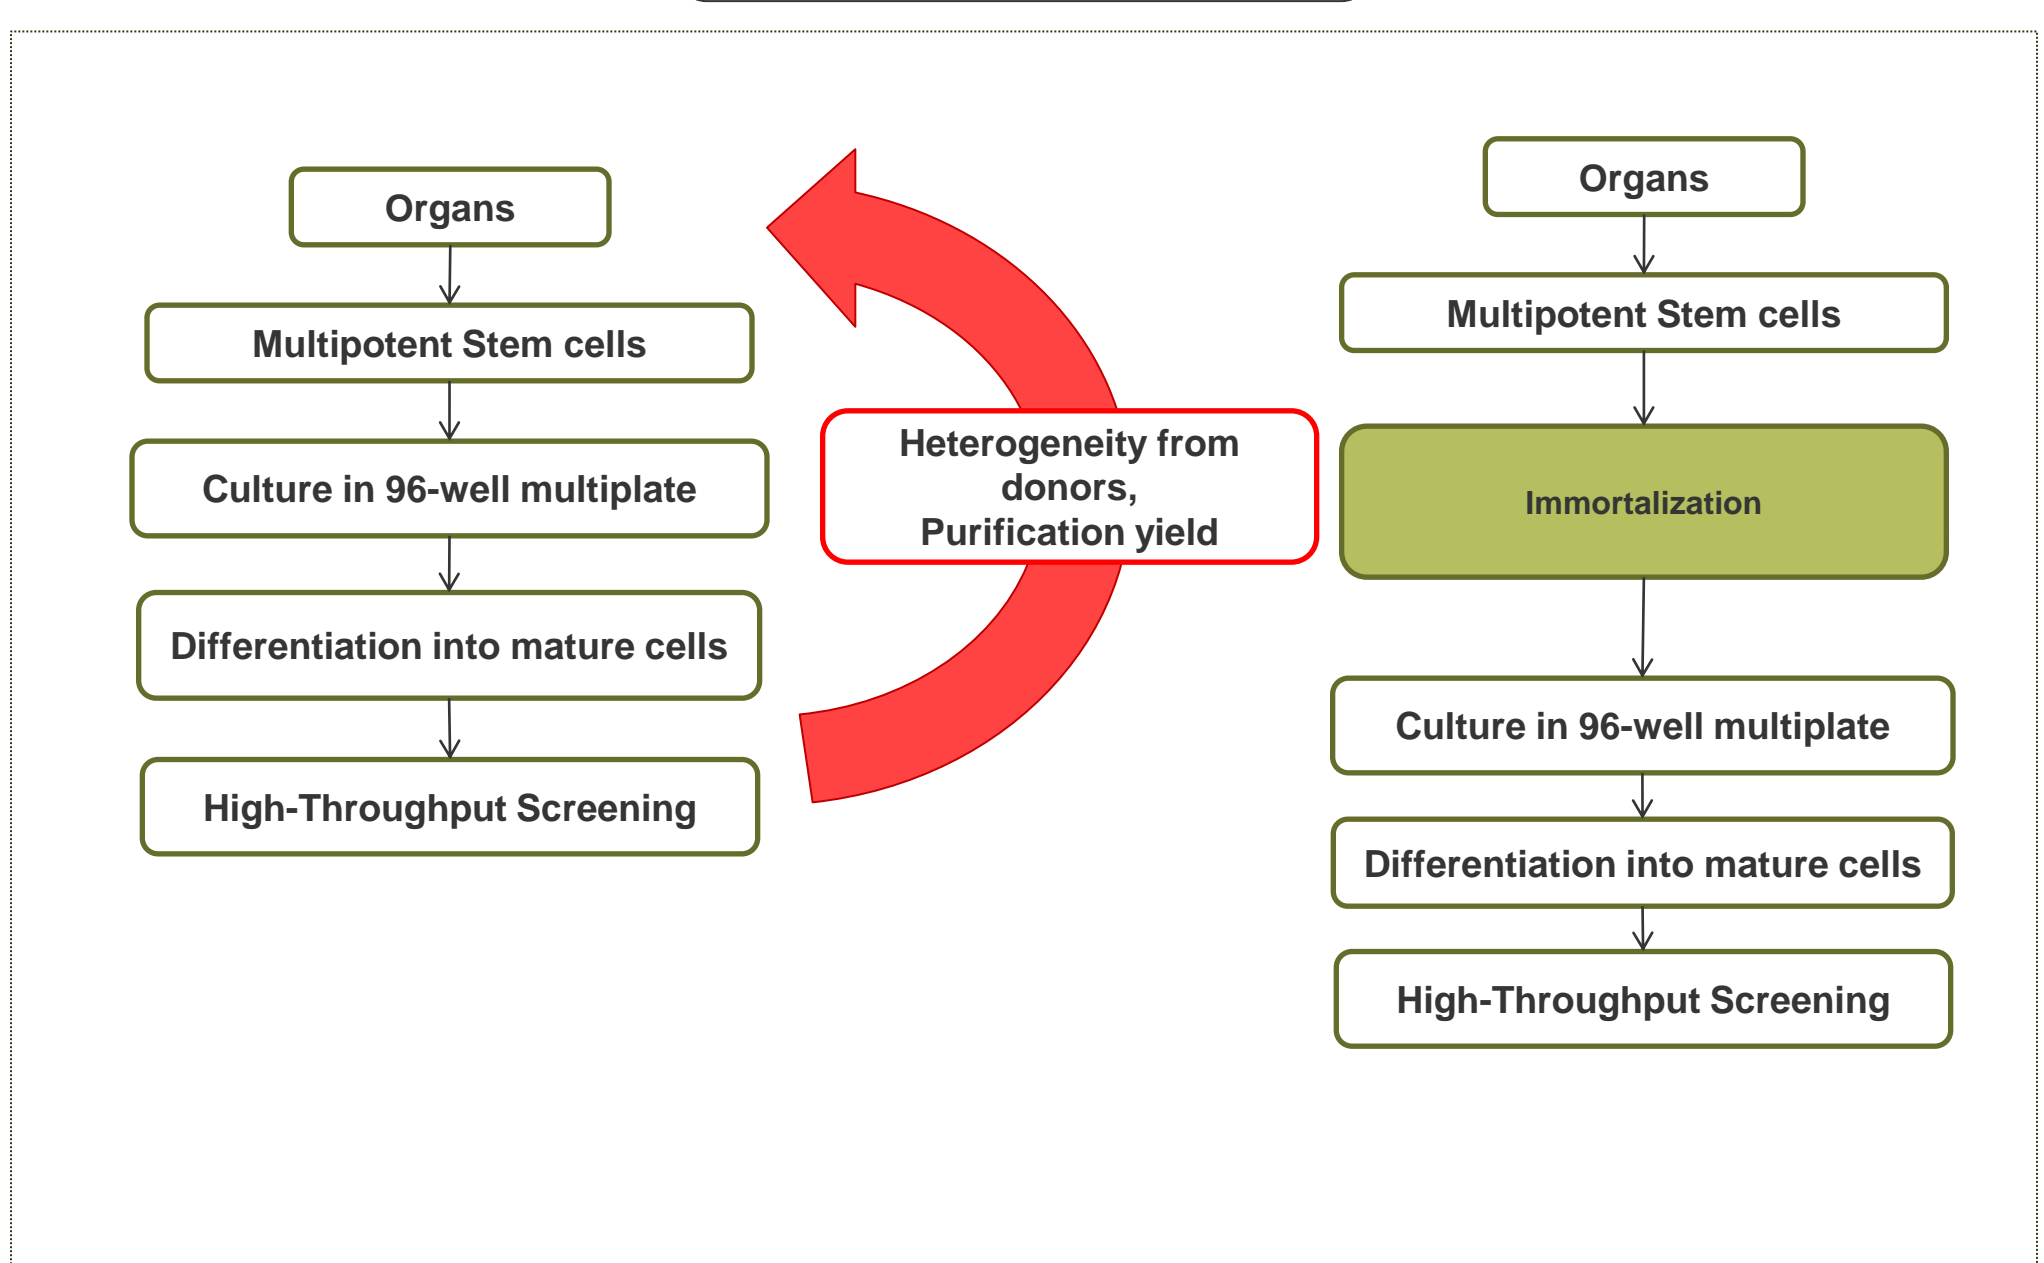 Organs
Multipotent Stem cells
Culture in 96-well multiplate
Differentiation into mature cells
High-Throughput Screening
Heterogeneity from
donors,
Purification yield
Organs
Multipotent Stem cells
Immortalization
Culture in 96-well multiplate
Differentiation into mature cells
High-Throughput Screening